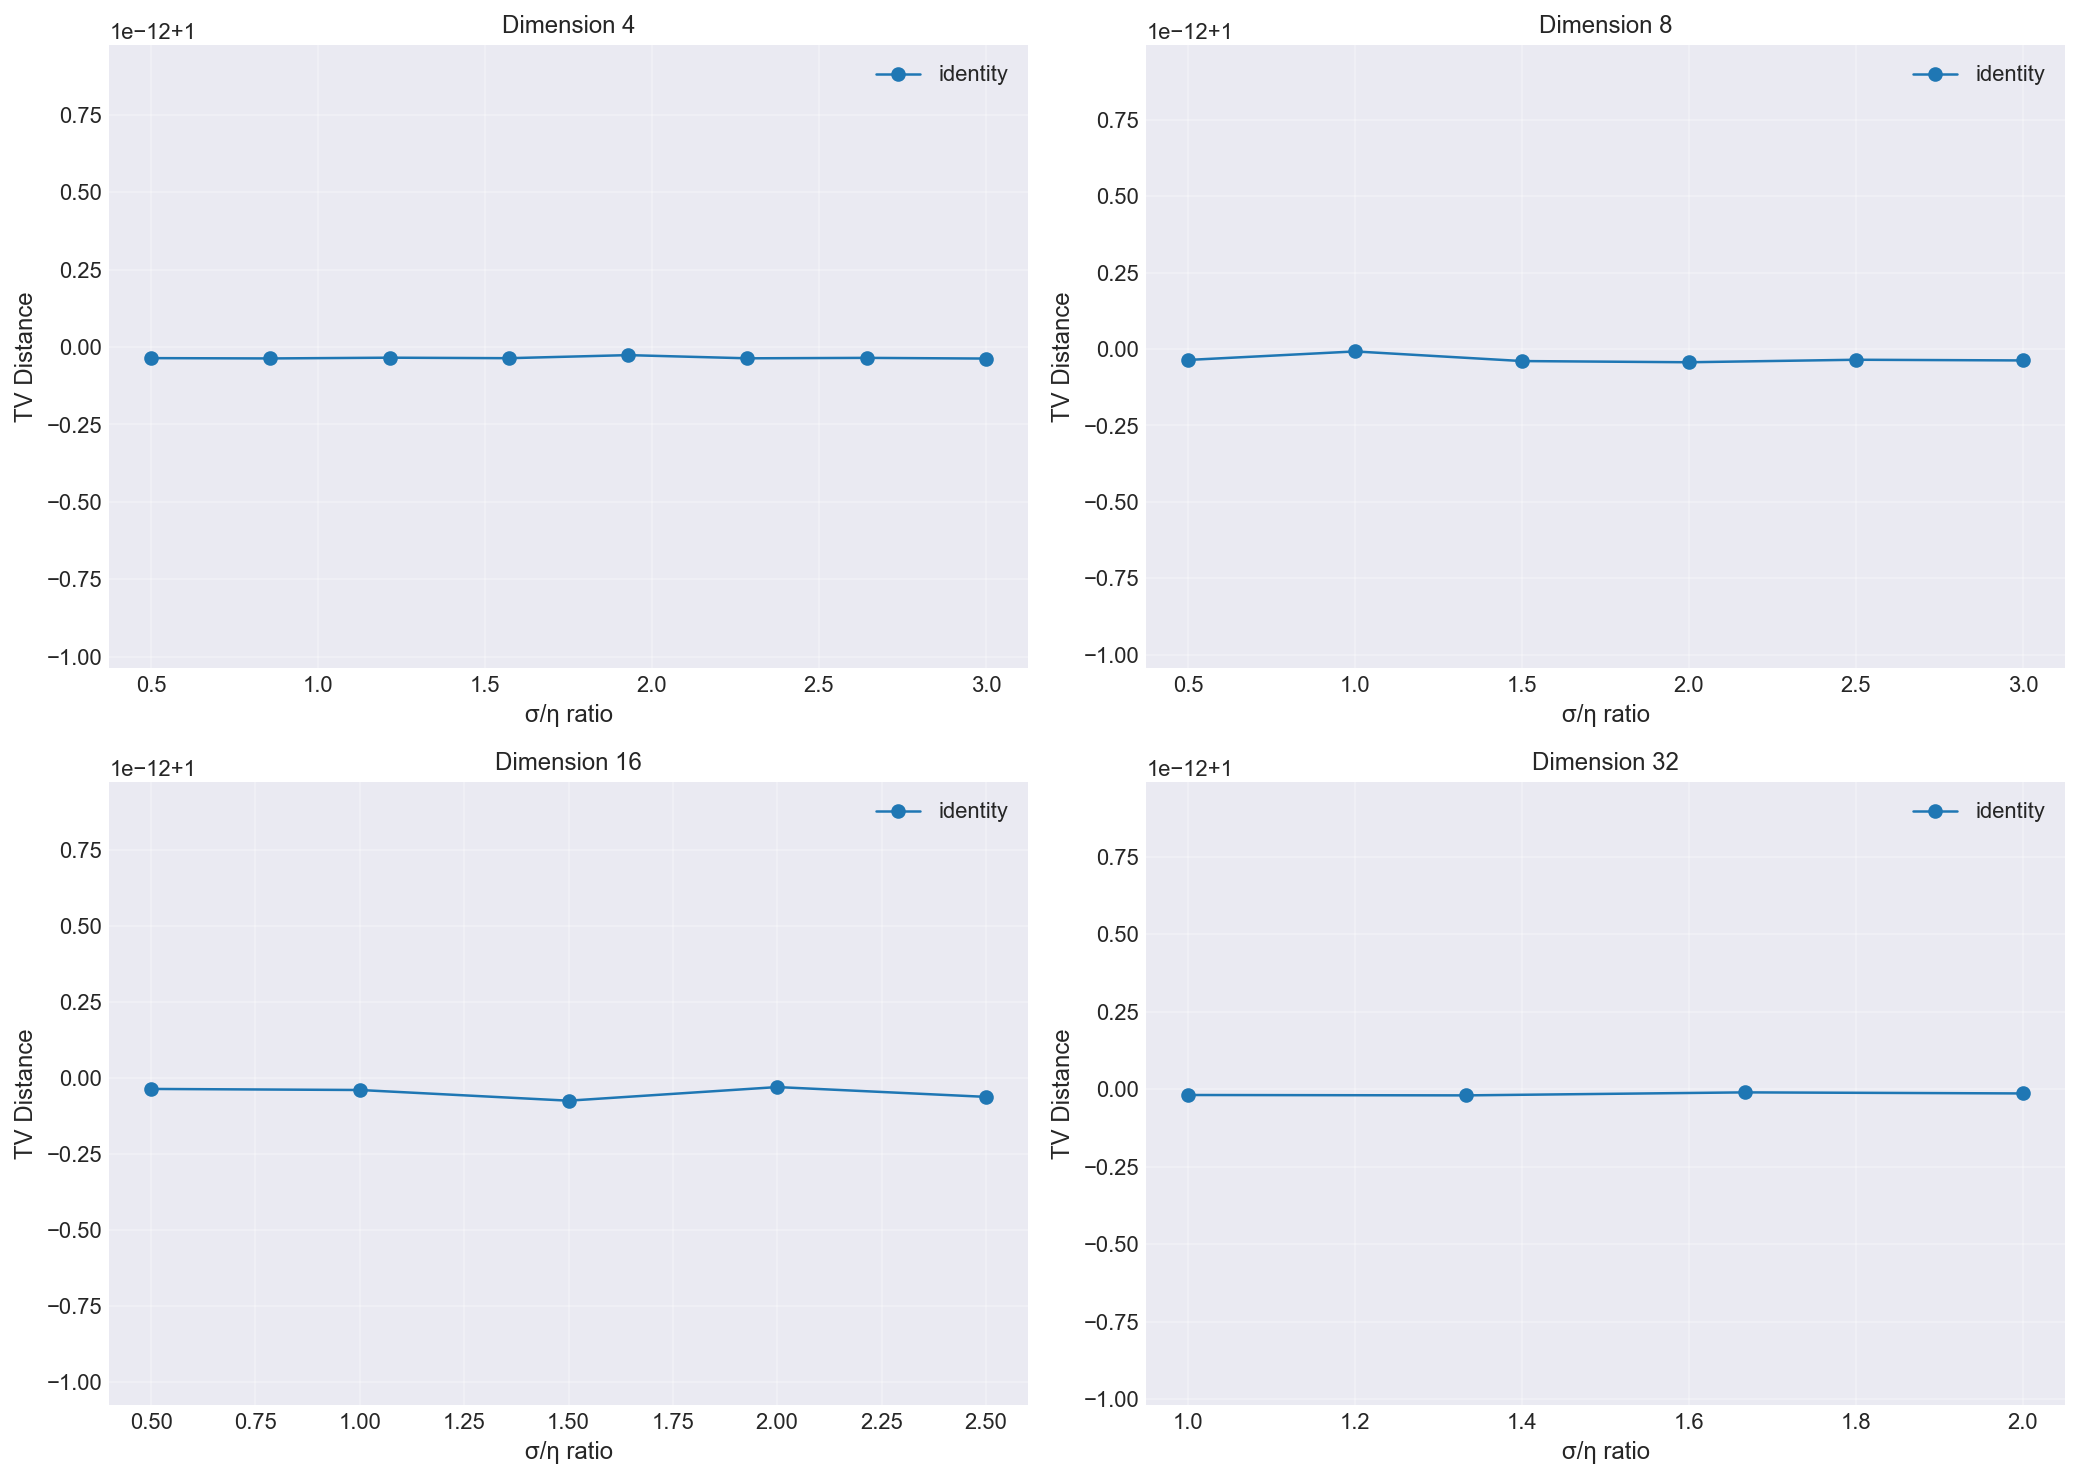 Dimension 4
1e−12+1
identity
0.75
0.50
0.25
0.00
−0.25
−0.50
−0.75
−1.00
TV Distance
0.5 1.0 1.5 2.0 2.5 3.0
σ/η ratio
Dimension 8
1e−12+1
identity
0.75
0.50
0.25
0.00
−0.25
−0.50
−0.75
−1.00
TV Distance
0.5 1.0 1.5 2.0 2.5 3.0
σ/η ratio
Dimension 16
1e−12+1
identity
0.75
0.50
0.25
0.00
−0.25
−0.50
−0.75
−1.00
TV Distance
0.50 0.75 1.00 1.25 1.50 1.75 2.00 2.25 2.50
σ/η ratio
Dimension 32
1e−12+1
identity
0.75
0.50
0.25
0.00
−0.25
−0.50
−0.75
−1.00
TV Distance
1.0 1.2 1.4 1.6 1.8 2.0
σ/η ratio